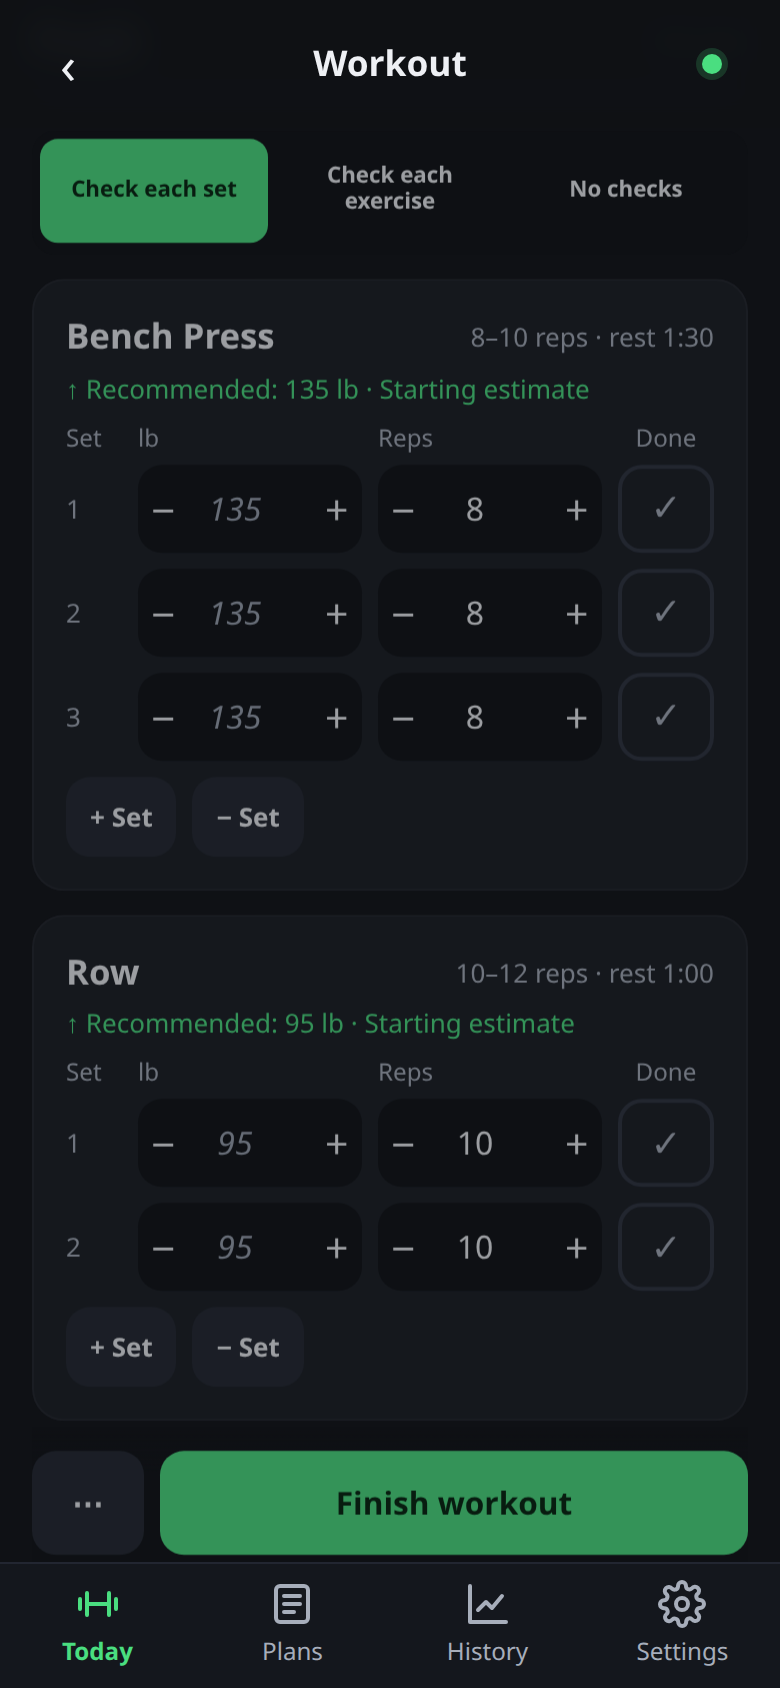 ‹ Workout
Check each set
Check each
exercise
No checks
Bench Press 8–10 reps · rest 1:30
↑ Recommended: 135 lb · Starting estimate
Set lb Reps Done
1 − 135 + − 8 + ✓
2 − 135 + − 8 + ✓
3 − 135 + − 8 + ✓
+ Set − Set
Row 10–12 reps · rest 1:00
↑ Recommended: 95 lb · Starting estimate
Set lb Reps Done
1 − 95 + − 10 + ✓
2 − 95 + − 10 + ✓
+ Set − Set
··· Finish workout
Today Plans History Settings